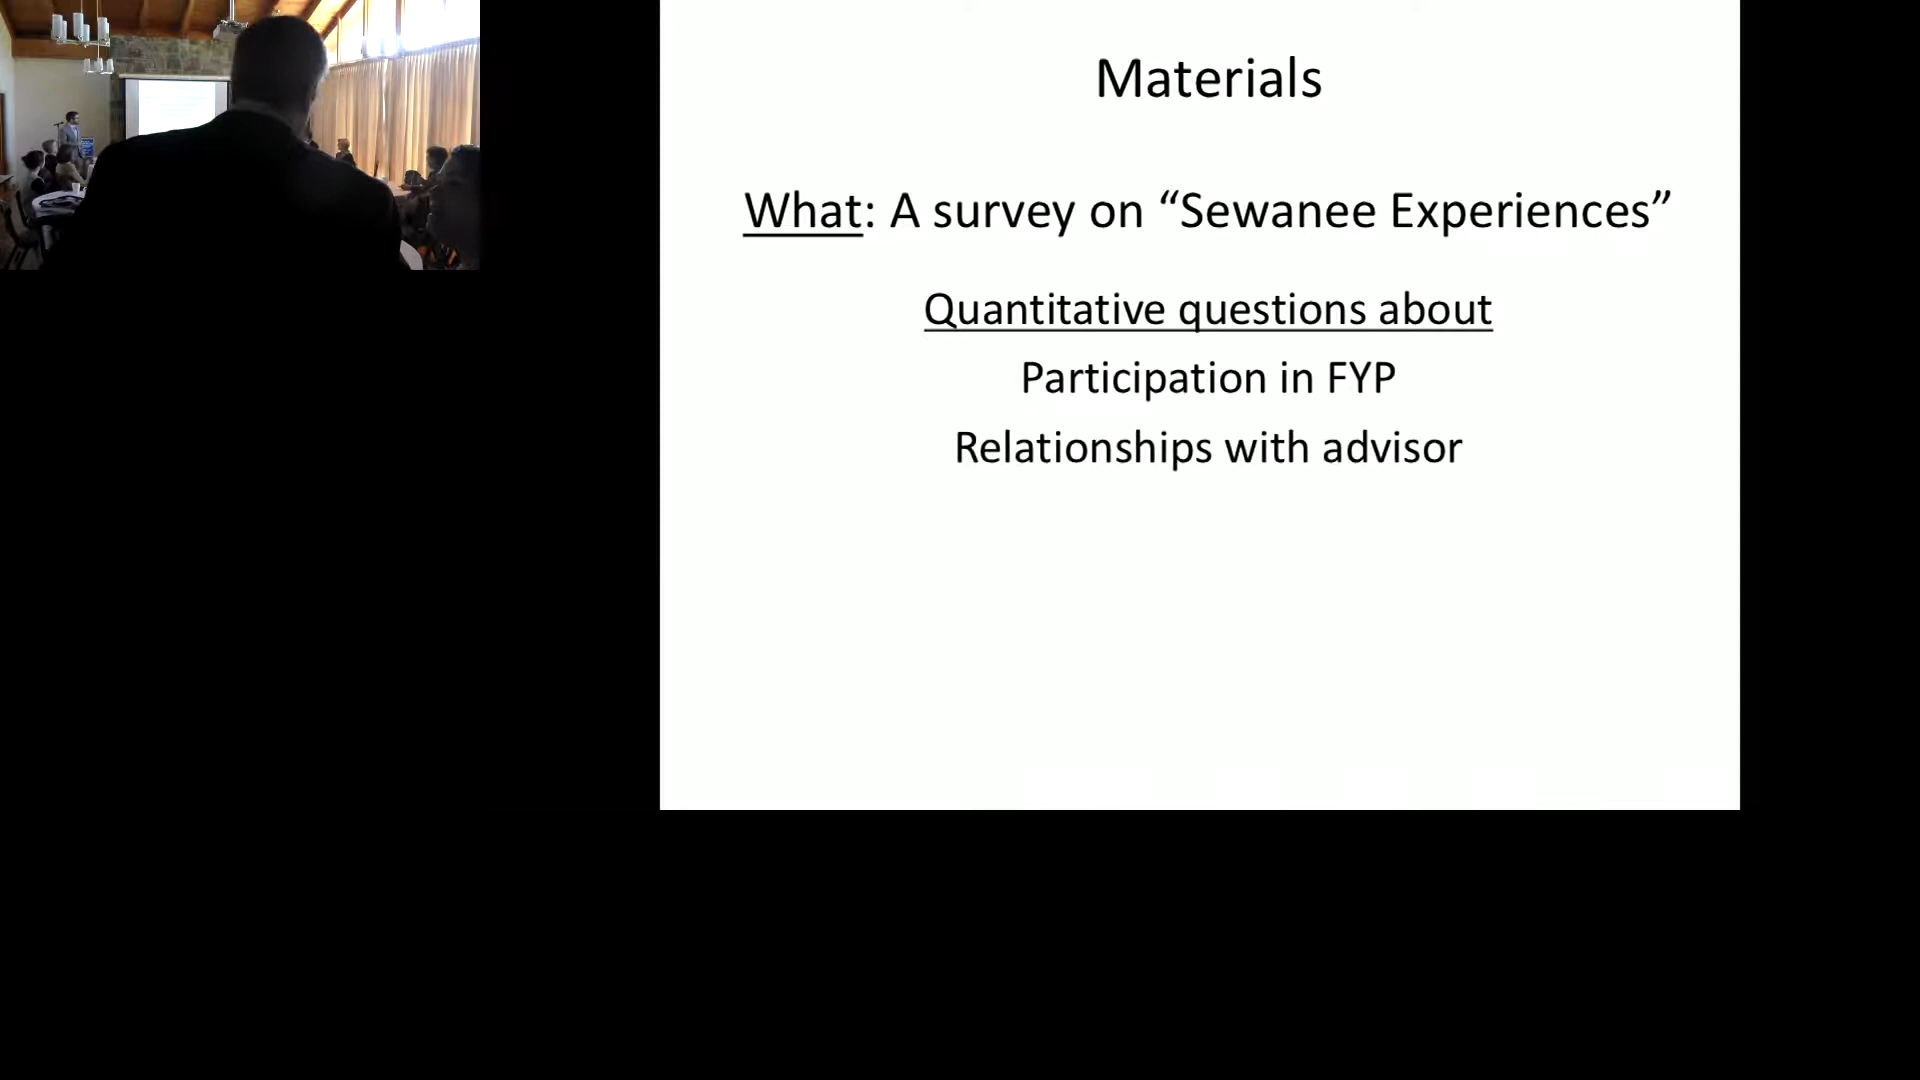 Materials
What: A survey on “Sewanee Experiences”
Quantitative questions about
Participation in FYP
Relationships with advisor